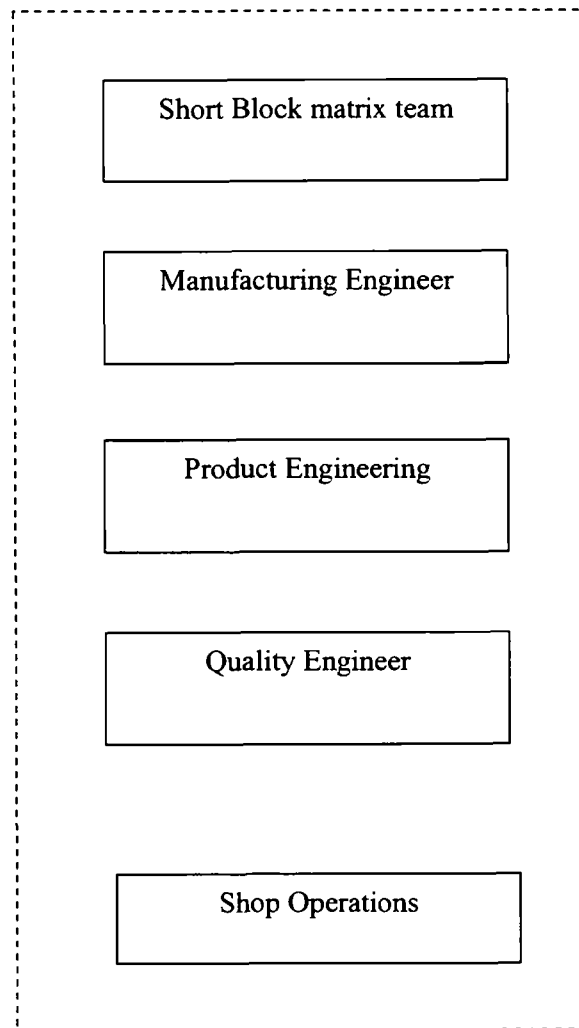 Short Block matrix team
Manufacturing Engineer
Product Engineering
Quality Engineer
Shop Operations